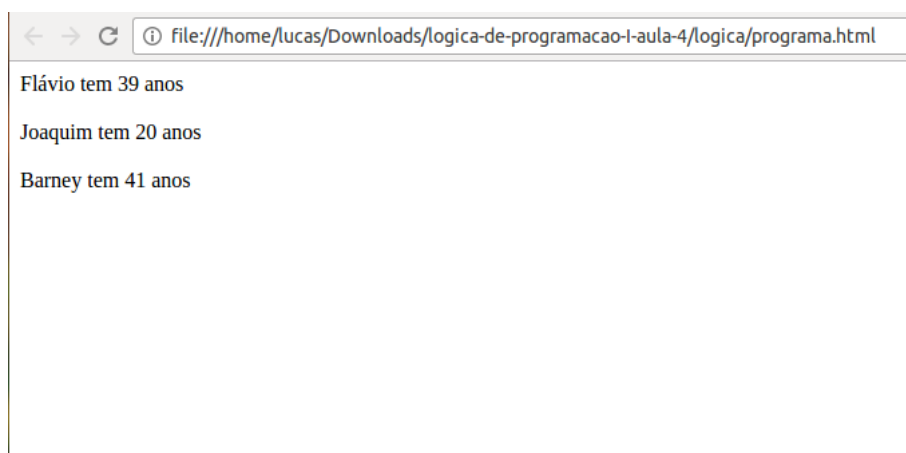 file:///home/lucas/Downloads/logica-de-programacao-I-aula-4/logica/programa.html
Flávio tem 39 anos
Joaquim tem 20 anos
Barney tem 41 anos